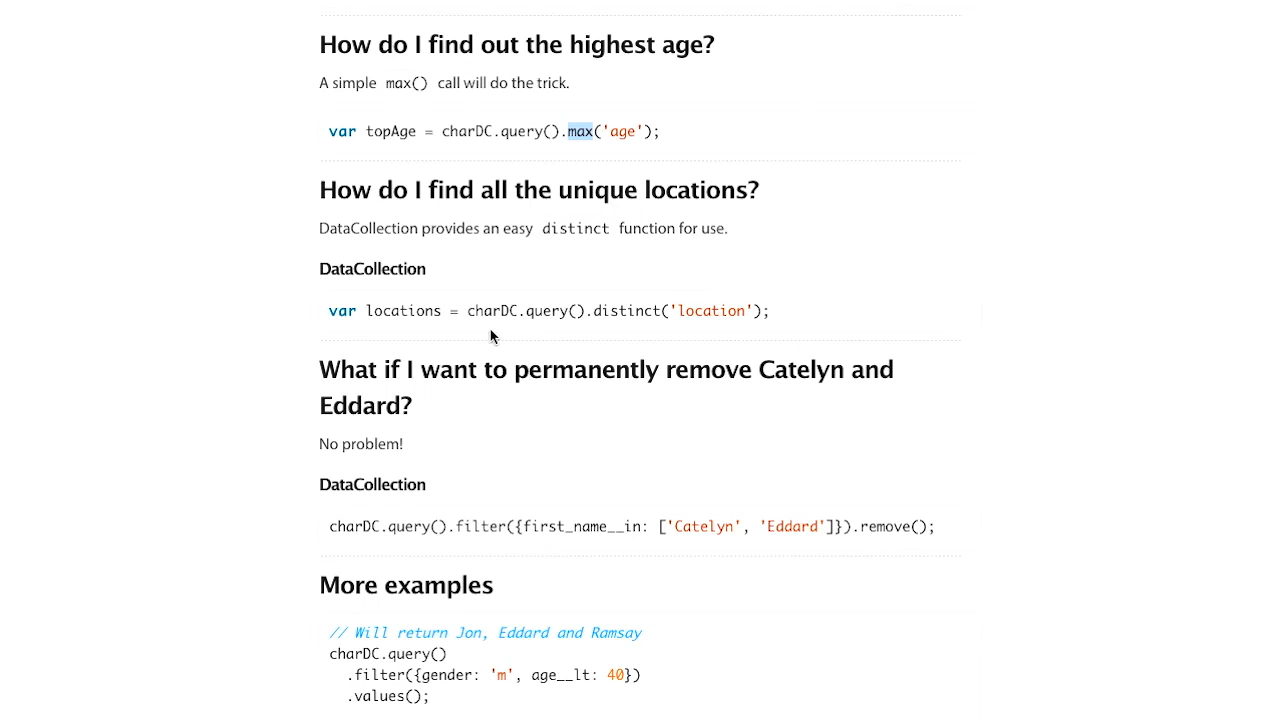 How do I find out the highest age?
A simple max() call will do the trick.
var topAge = charDC.query().max('age');
How do I find all the unique locations?
DataCollection provides an easy distinct function for use.
DataCollection
var locations = charDC.query().distinct('location');
What if I want to permanently remove Catelyn and
Eddard?
No problem!
DataCollection
charDC.query().filter({first_name__in: ['Catelyn', 'Eddard']}).remove();
More examples
// Will return Jon, Eddard and Ramsay
charDC.query()
.filter({gender: 'm', age__lt: 40})
.values();